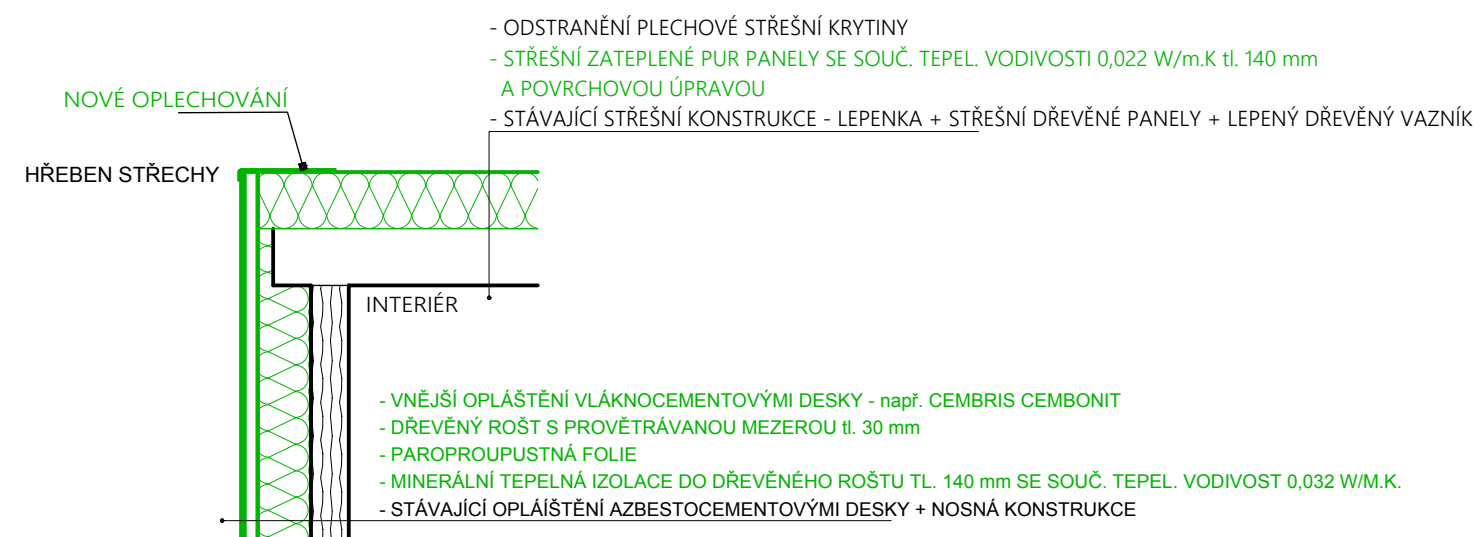 - ODSTRANĚNÍ PLECHOVÉ STŘEŠNÍ KRYTINY
- STŘEŠNÍ ZATEPLENÉ PUR PANELY SE SOUČ. TEPEL. VODIVOSTI 0,022 W/m.K tl. 140 mm
A POVRCHOVOU ÚPRAVOU
- STÁVAJÍCÍ STŘEŠNÍ KONSTRUKCE - LEPENKA + STŘEŠNÍ DŘEVĚNÉ PANELY + LEPENÝ DŘEVĚNÝ VAZNÍK
NOVÉ OPLECHOVÁNÍ
HŘEBEN STŘECHY
INTERIÉR
- VNĚJŠÍ OPLÁŠTĚNÍ VLÁKNOCEMENTOVÝMI DESKY - např. CEMBRIS CEMBONIT
- DŘEVĚNÝ ROŠT S PROVĚTRÁVANOU MEZEROU tl. 30 mm
- PAROPROUPUSTNÁ FOLIE
- MINERÁLNÍ TEPELNÁ IZOLACE DO DŘEVĚNÉHO ROŠTU TL. 140 mm SE SOUČ. TEPEL. VODIVOST 0,032 W/M.K.
- STÁVAJÍCÍ OPLÁÍŠTĚNÍ AZBESTOCEMENTOVÝMI DESKY + NOSNÁ KONSTRUKCE